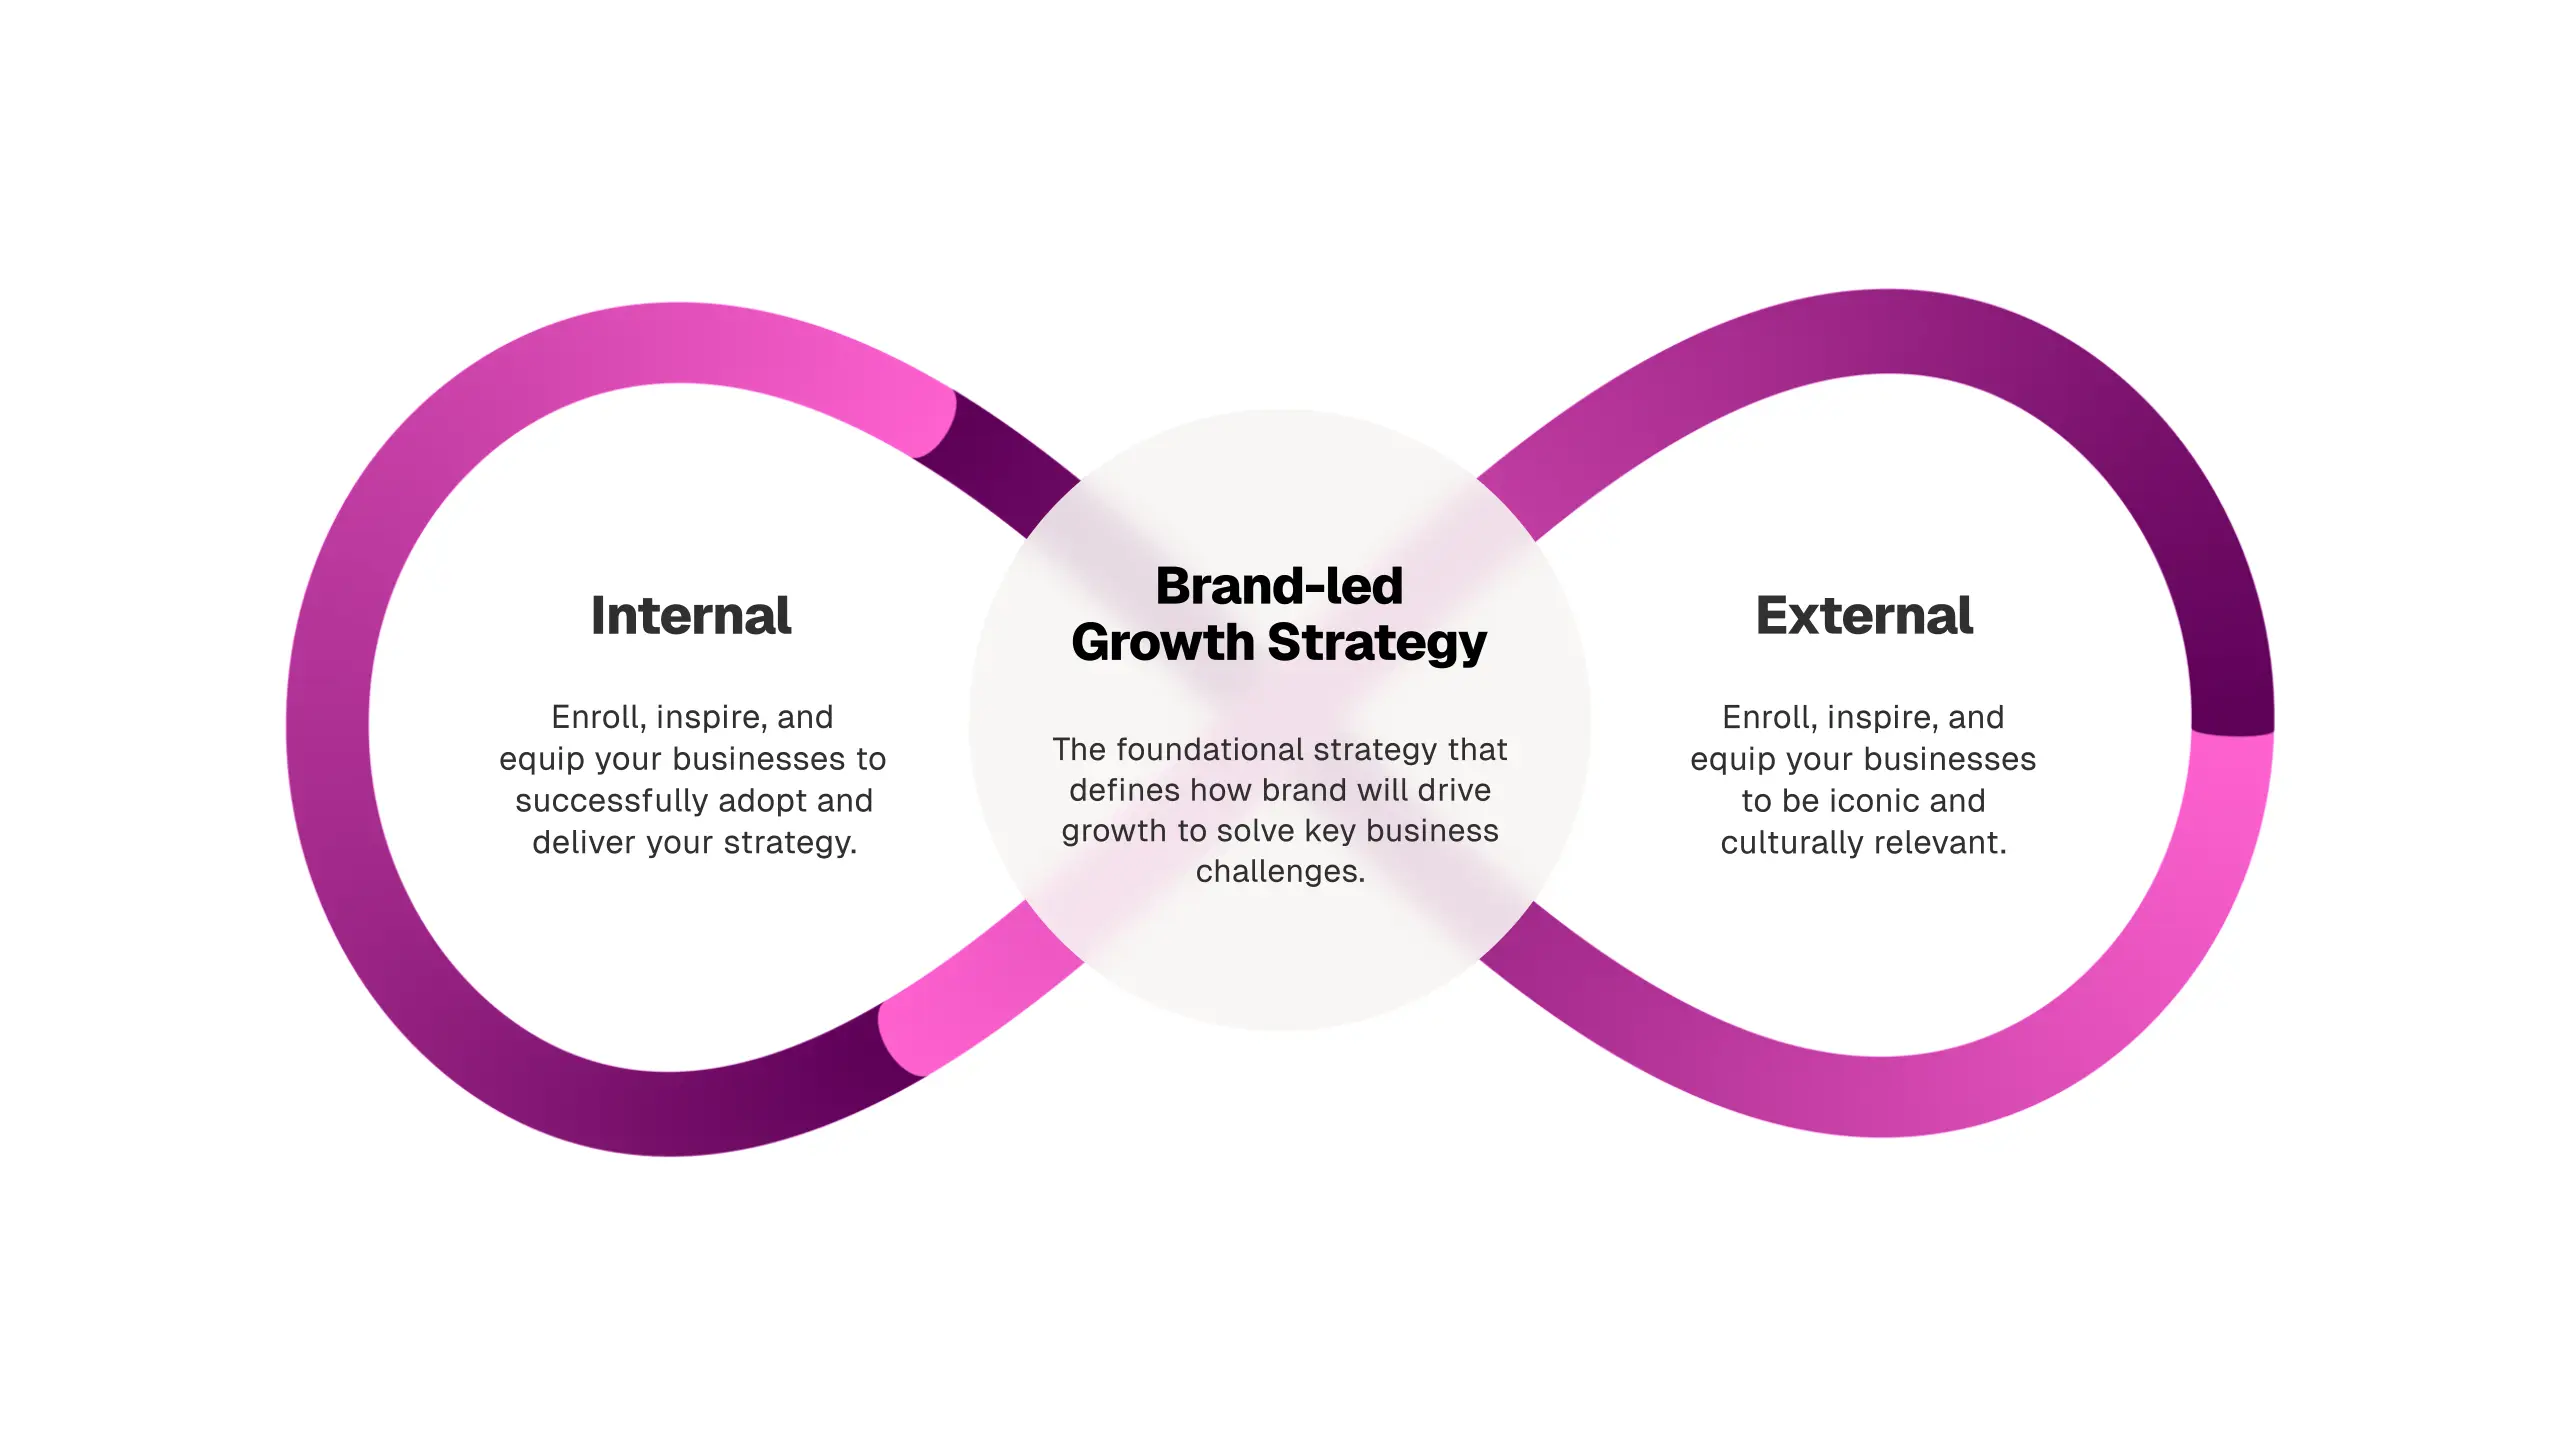 Internal
Enroll, inspire, and
equip your businesses to
successfully adopt and
deliver your strategy.
Brand-led
Growth Strategy
The foundational strategy that
defines how brand will drive
growth to solve key business
challenges.
External
Enroll, inspire, and
equip your businesses
to be iconic and
culturally relevant.